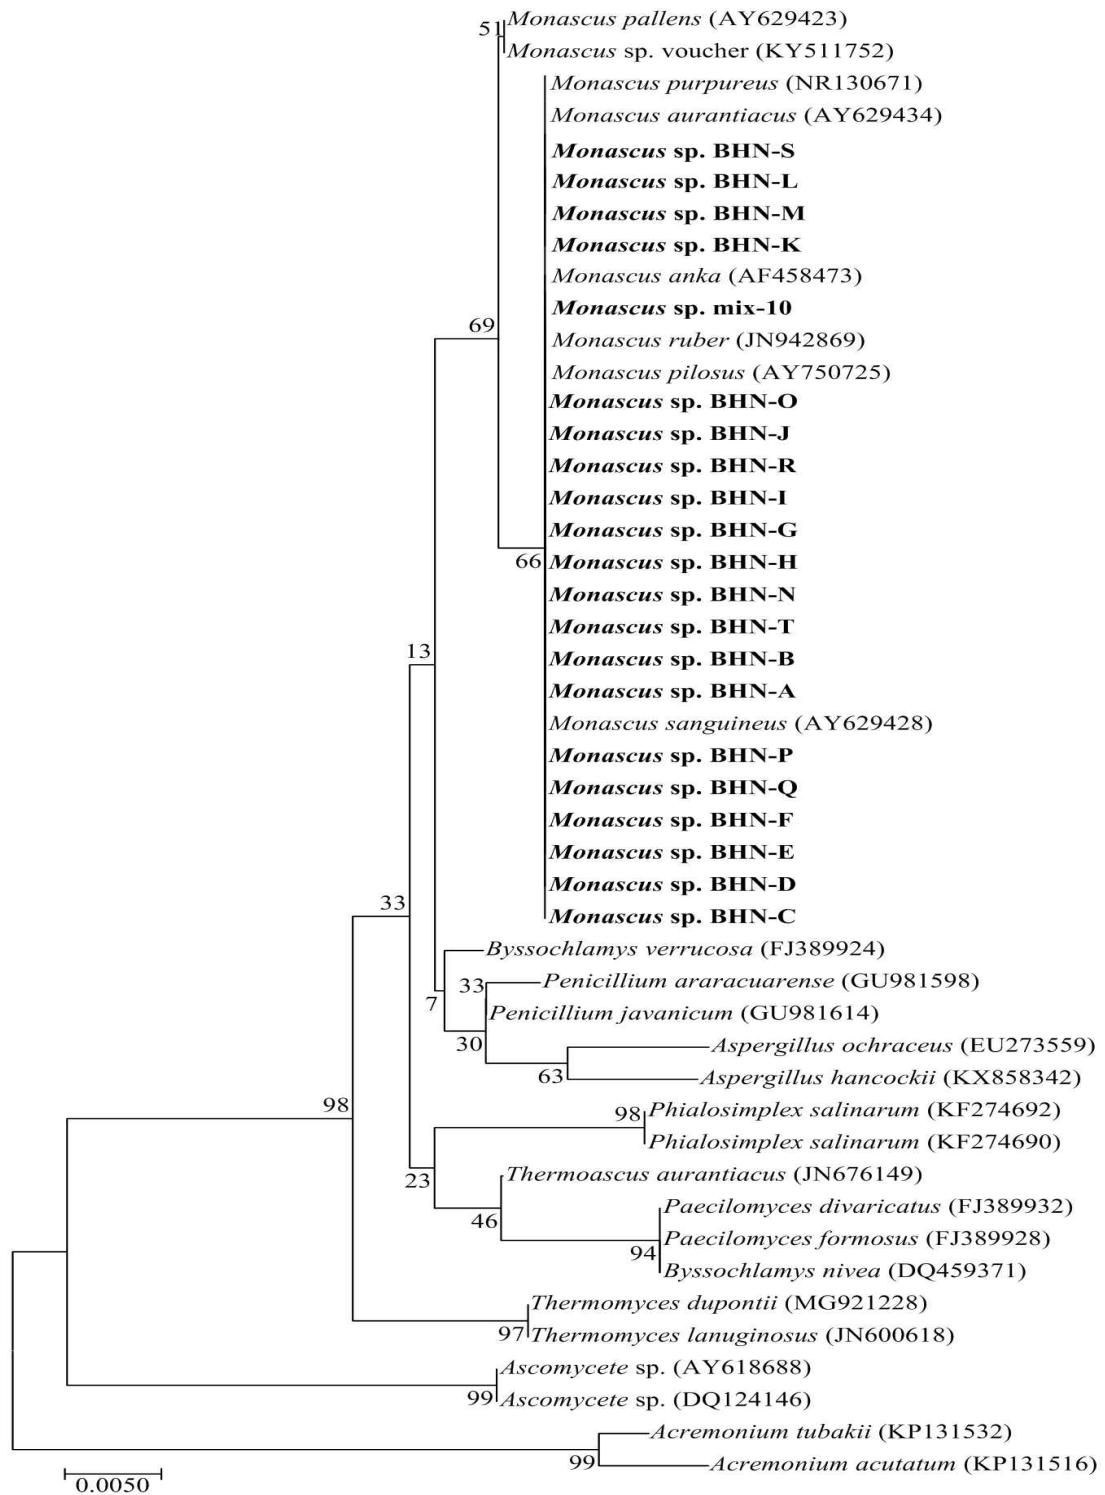 51
Monascus pallens (AY629423)
Monascus sp. voucher (KY511752)
Monascus purpureus (NR130671)
Monascus aurantiacus (AY629434)
Monascus sp. BHN-S
Monascus sp. BHN-L
Monascus sp. BHN-M
Monascus sp. BHN-K
Monascus anka (AF458473)
Monascus sp. mix-10
69
Monascus ruber (JN942869)
Monascus pilosus (AY750725)
Monascus sp. BHN-O
Monascus sp. BHN-J
Monascus sp. BHN-R
Monascus sp. BHN-I
Monascus sp. BHN-G
66
Monascus sp. BHN-H
Monascus sp. BHN-N
Monascus sp. BHN-T
13
Monascus sp. BHN-B
Monascus sp. BHN-A
Monascus sanguineus (AY629428)
Monascus sp. BHN-P
Monascus sp. BHN-Q
Monascus sp. BHN-F
Monascus sp. BHN-E
Monascus sp. BHN-D
33
Monascus sp. BHN-C
Byssochlamys verrucosa (FJ389924)
33
Penicillium araracuarense (GU981598)
7
Penicillium javanicum (GU981614)
30
Aspergillus ochraceus (EU273559)
63
Aspergillus hancockii (KX858342)
98
98
Phialosimplex salinarum (KF274692)
Phialosimplex salinarum (KF274690)
23
Thermoascus aurantiacus (JN676149)
46
Paecilomyces divaricatus (FJ389932)
94
Paecilomyces formosus (FJ389928)
Byssochlamys nivea (DQ459371)
Thermomyces dupontii (MG921228)
97
Thermomyces lanuginosus (JN600618)
Ascomycete sp. (AY618688)
99
Ascomycete sp. (DQ124146)
Acremonium tubakii (KP131532)
99
Acremonium acutatum (KP131516)
0.0050